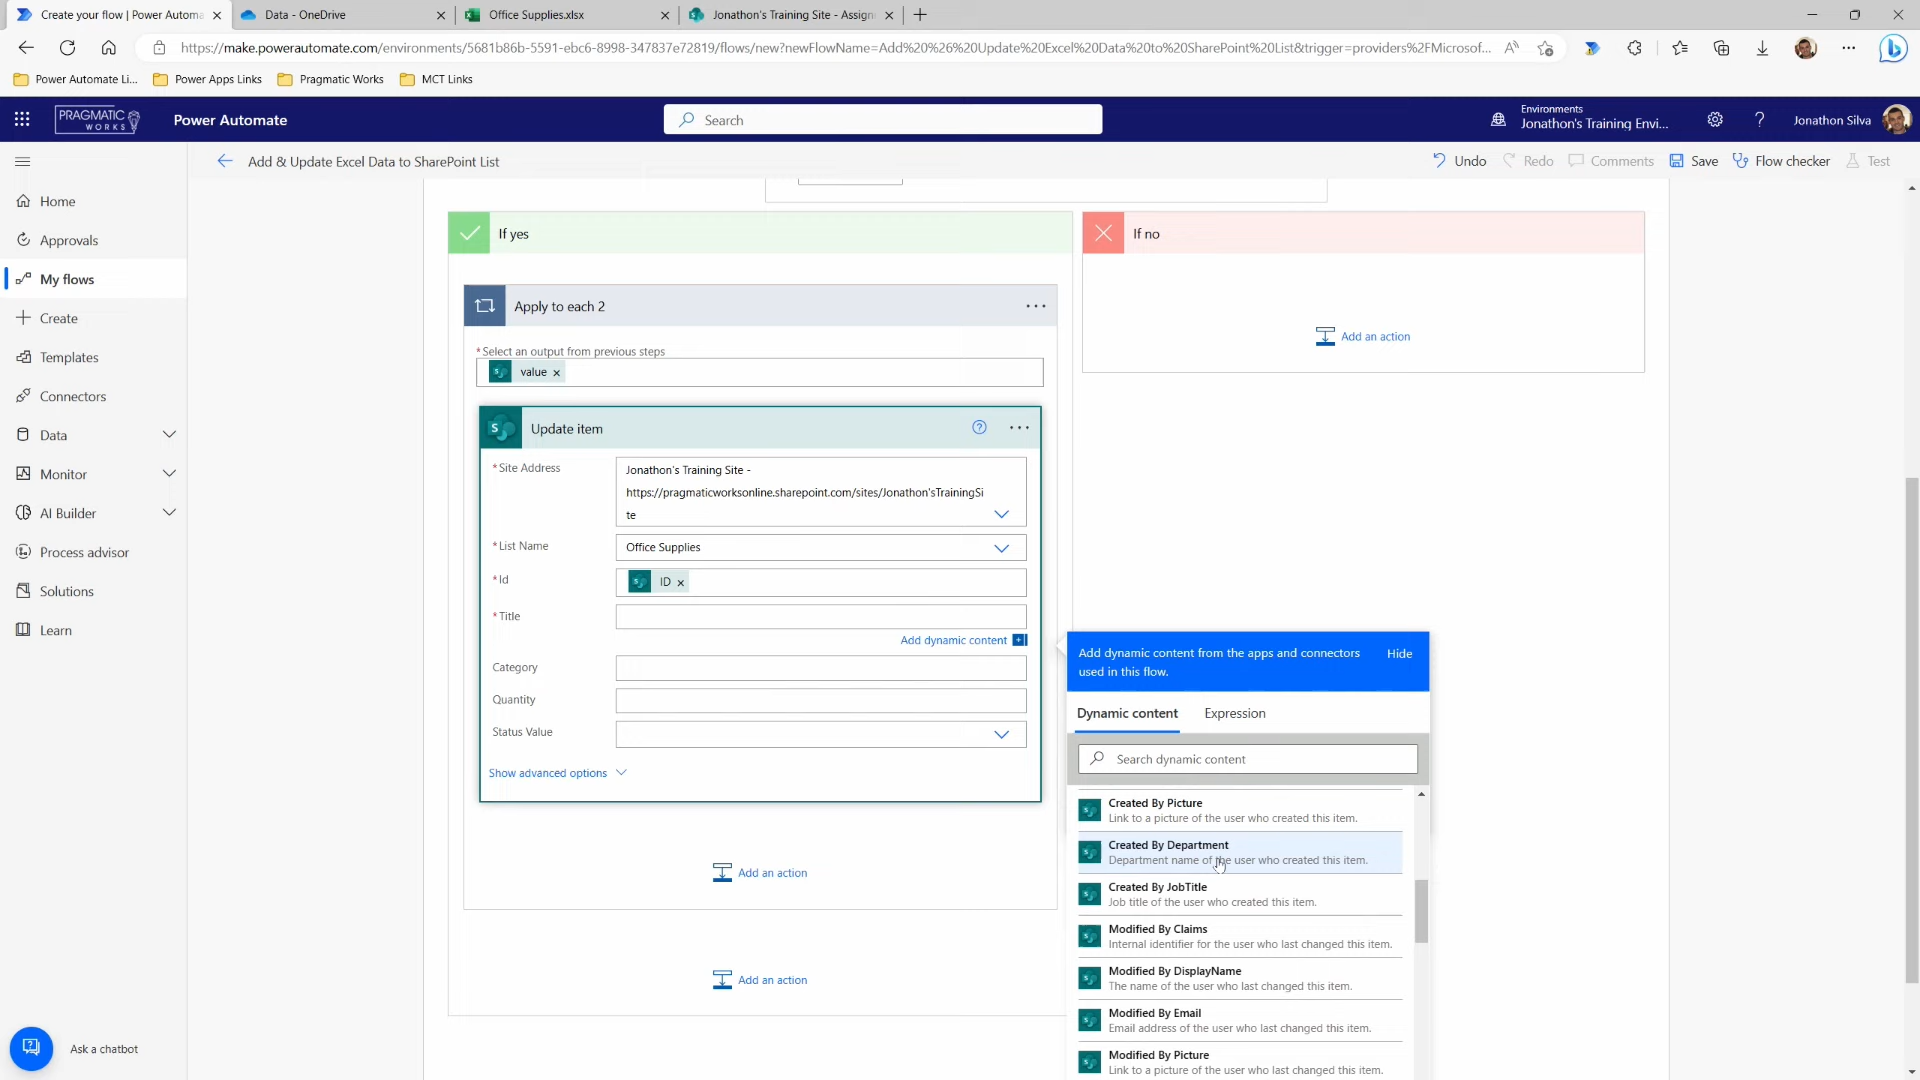 Create your flow | Power Automa
Data - OneDrive
Office Supplies.xlsx
Jonathon's Training Site - Assign
https://make.powerautomate.com/environments/5681b86b-5591-ebc6-8998-347837e72819/flows/new?newFlowName=Add%20%26%20Update%20Excel%20Data%20to%20SharePoint%20List&trigger=providers%2FMicrosof...
Power Automate Li...
Power Apps Links
Pragmatic Works
MCT Links
PRAGMATIC WORKS
Power Automate
Search
Environments
Jonathon's Training Envi...
Jonathon Silva
Add & Update Excel Data to SharePoint List
Undo
Redo
Comments
Save
Flow checker
Test
Home
Approvals
My flows
Create
Templates
Connectors
Data
Monitor
AI Builder
Process advisor
Solutions
Learn
Ask a chatbot
If yes
If no
Add an action
Apply to each 2
* Select an output from previous steps
value
Update item
* Site Address
Jonathon's Training Site -
https://pragmaticworksonline.sharepoint.com/sites/Jonathon'sTrainingSi
te
* List Name
Office Supplies
* Id
ID
* Title
Add dynamic content
Category
Quantity
Status Value
Show advanced options
Add an action
Add an action
Add dynamic content from the apps and connectors
used in this flow.
Hide
Dynamic content
Expression
Search dynamic content
Created By Picture
Link to a picture of the user who created this item.
Created By Department
Department name of the user who created this item.
Created By JobTitle
Job title of the user who created this item.
Modified By Claims
Internal identifier for the user who last changed this item.
Modified By DisplayName
The name of the user who last changed this item.
Modified By Email
Email address of the user who last changed this item.
Modified By Picture
Link to a picture of the user who last changed this item.